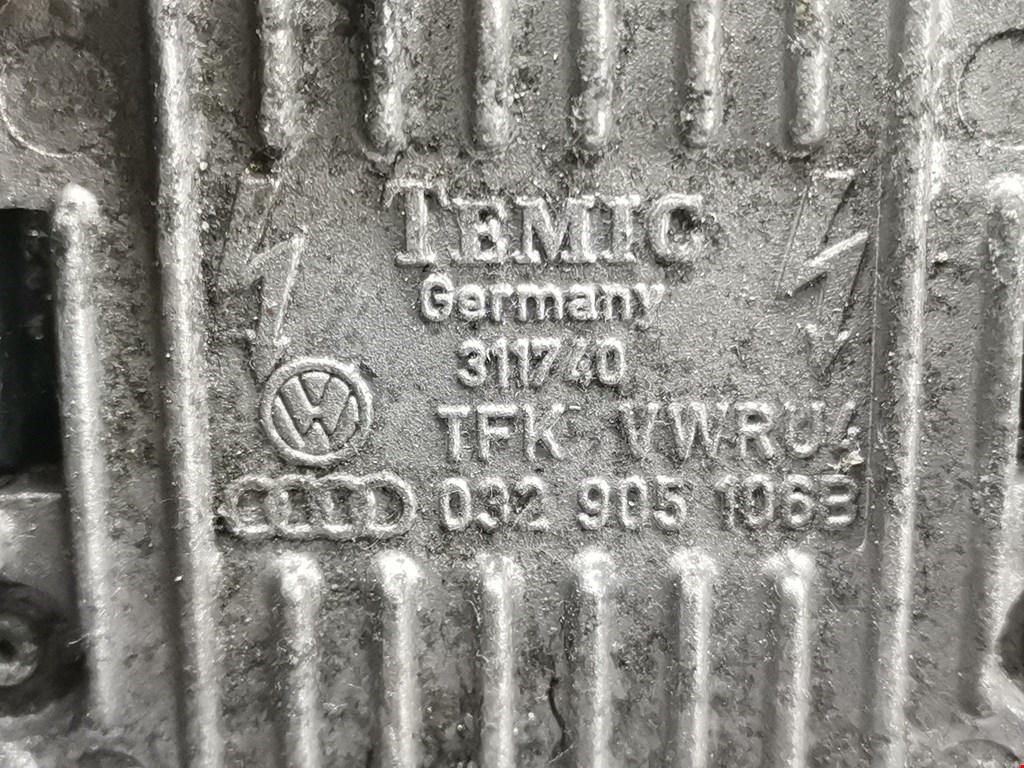 TEMIC
Germany
311740
TFK VWRU4
032 905 106B